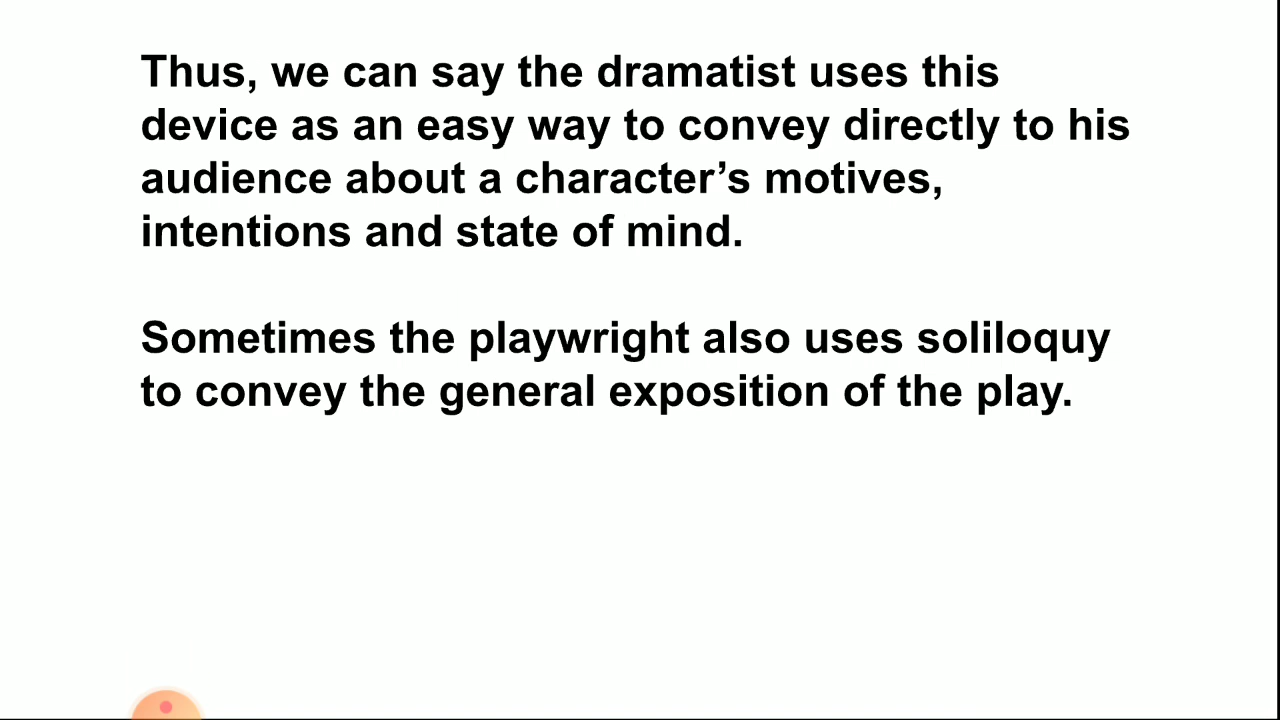 Thus, we can say the dramatist uses this
device as an easy way to convey directly to his
audience about a character’s motives,
intentions and state of mind.
Sometimes the playwright also uses soliloquy
to convey the general exposition of the play.